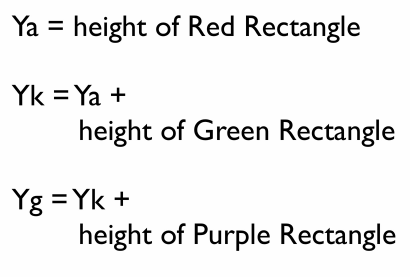 Ya = height of Red Rectangle
Yk = Ya +
height of Green Rectangle
Yg = Yk +
height of Purple Rectangle